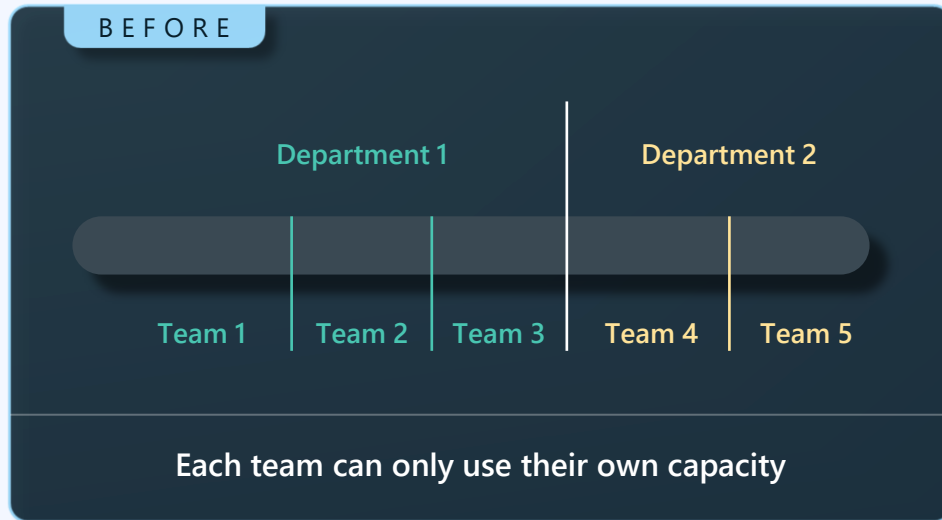 BEFORE
Department 1
Department 2
Team 1
Team 2
Team 3
Team 4
Team 5
Each team can only use their own capacity